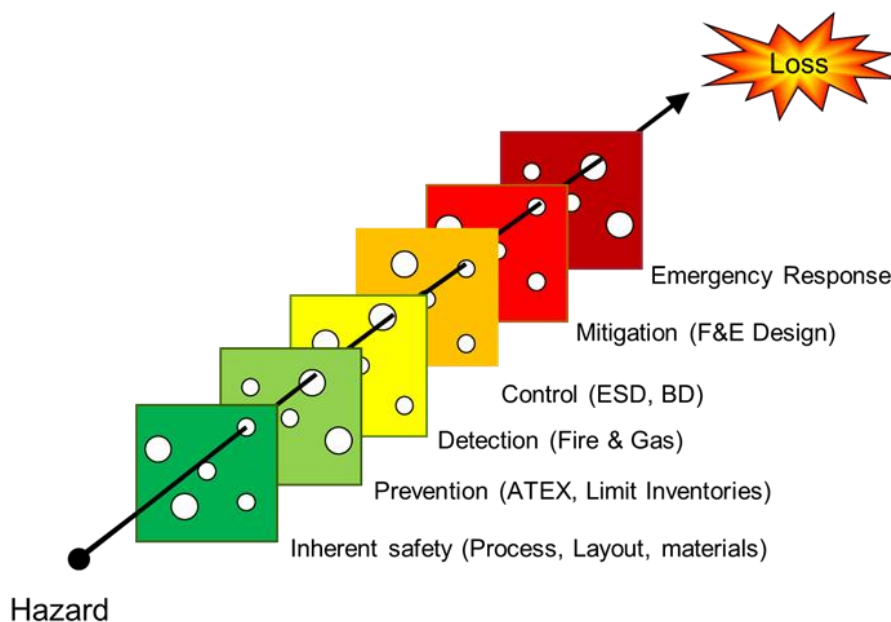 Loss
Emergency Response
Mitigation (F&E Design)
Control (ESD, BD)
Detection (Fire & Gas)
Prevention (ATEX, Limit Inventories)
Inherent safety (Process, Layout, materials)
Hazard